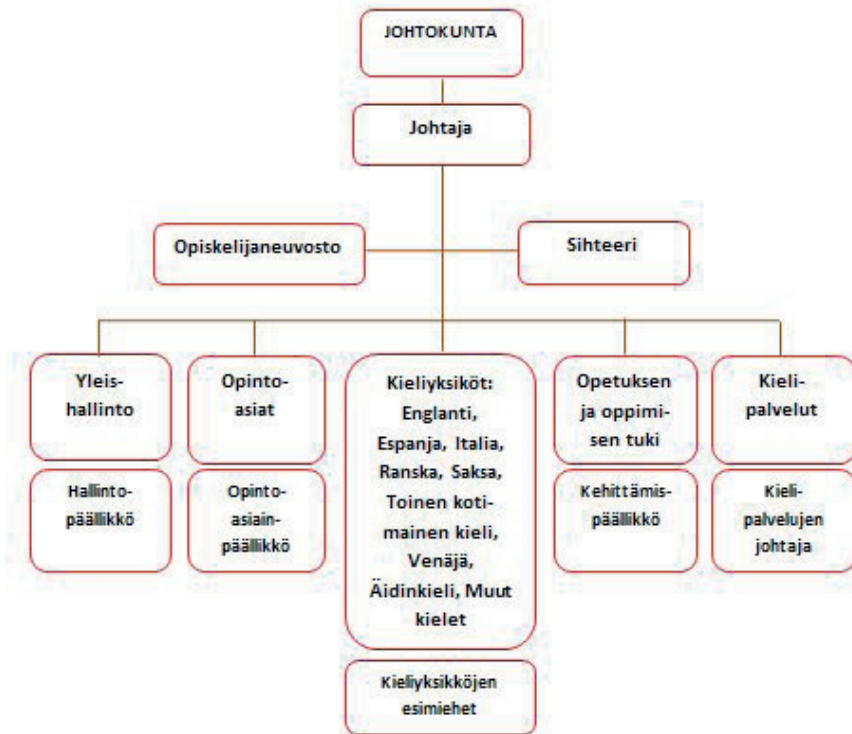 JOHTOKUNTA
Johtaja
Opiskelijaneuvosto
Sihteeri
Yleis-
hallinto
Hallinto-
päällikkö
Opinto-
asiat
Opinto-
asiain-
päällikkö
Kieliyksiköt:
Englanti,
Espanja, Italia,
Ranska, Saksa,
Toinen koti-
mainen kieli,
Venäjä,
Äidinkieli, Muut
kielet
Kieliyksikköjen
esimiehet
Opetuksen
ja oppimi-
sen tuki
Kehittämis-
päällikkö
Kieli-
palvelut
Kieli-
palvelujen
johtaja